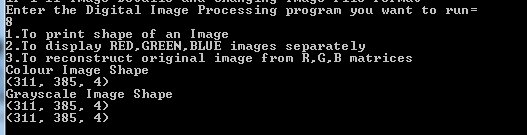 Enter the Digital Image Processing program you want to run=
8
1.To print shape of an Image
2.To display RED,GREEN,BLUE images separately
3.To reconstruct original image from R,G,B matrices
Colour Image Shape
(311, 385, 4)
Grayscale Image Shape
(311, 385, 4)
(311, 385, 4)